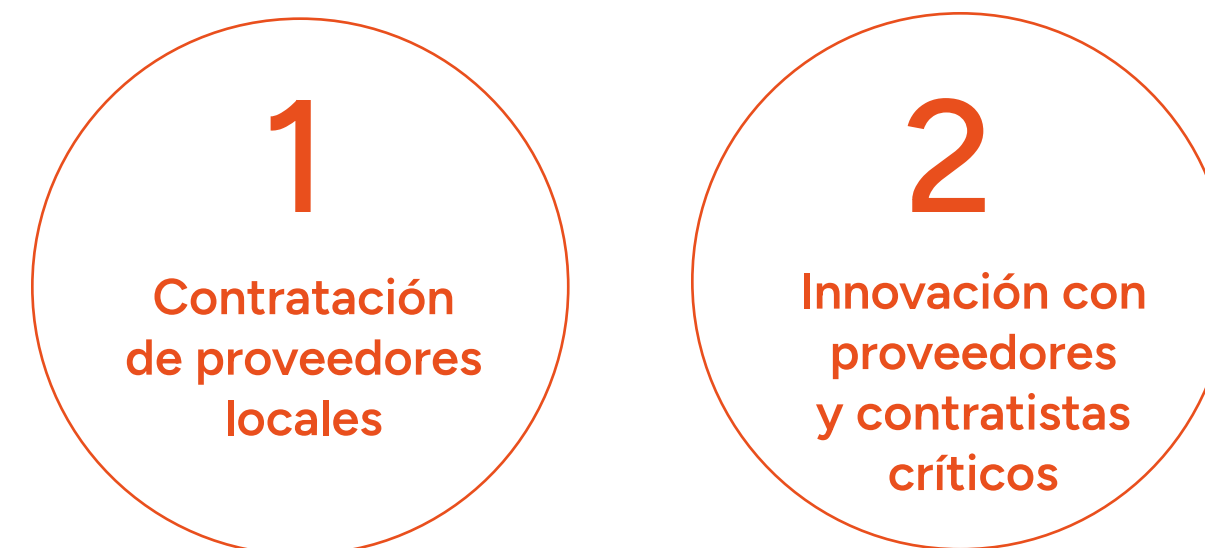 1
Contratación
de proveedores
locales
2
Innovación con
proveedores
y contratistas
críticos